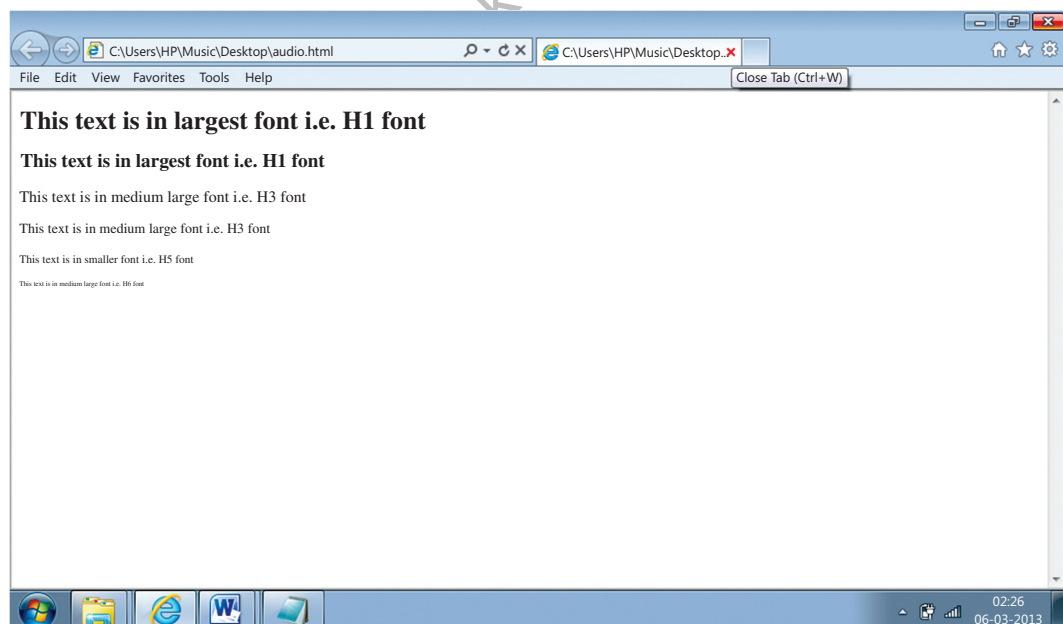 C:\Users\HP\Music\Desktop\audio.html
C:\Users\HP\Music\Desktop..
File Edit View Favorites Tools Help
Close Tab (Ctrl+W)
This text is in largest font i.e. H1 font
This text is in largest font i.e. H1 font
This text is in medium large font i.e. H3 font
This text is in medium large font i.e. H3 font
This text is in smaller font i.e. H5 font
This text is in medium large font i.e. H6 font
W
02:26
06-03-2013